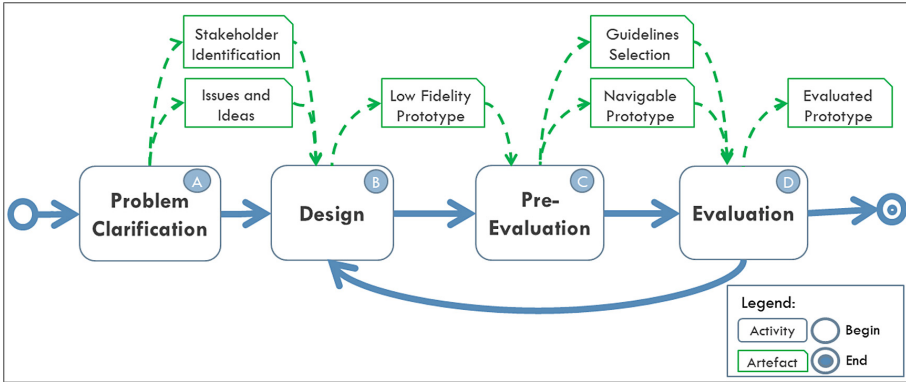 Stakeholder
Identification
Issues and
Ideas
Low Fidelity
Prototype
Guidelines
Selection
Navigable
Prototype
Evaluated
Prototype
A
Problem
Clarification
B
Design
C
Pre-
Evaluation
D
Evaluation
Legend:
Activity
Begin
Artefact
End